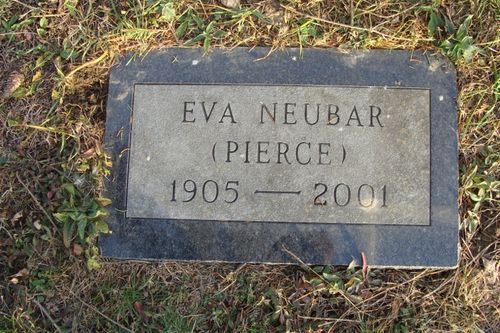 EVA NEUBAR
(PIERCE)
1905 — 2001